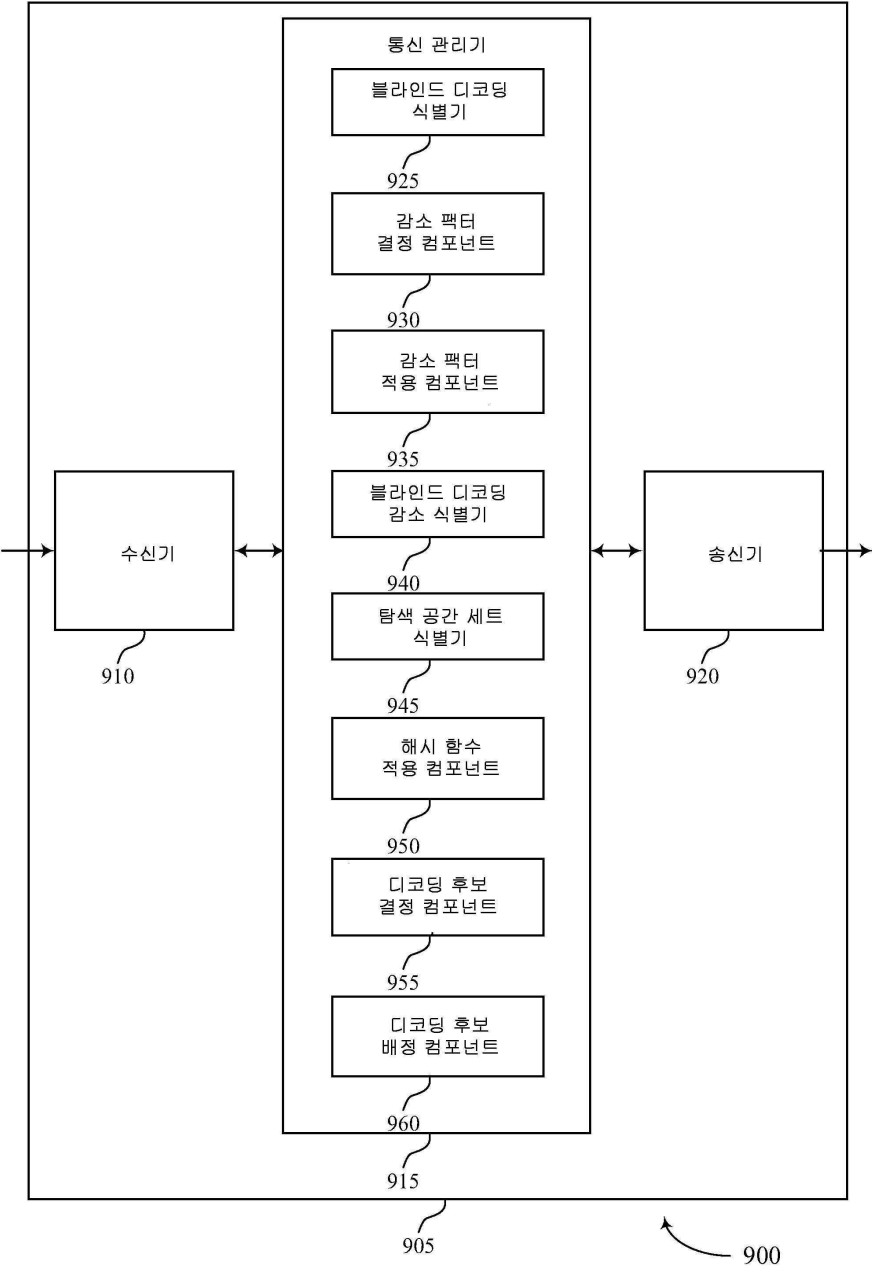 통신 관리기
블라인드 디코딩
식별기
925
감소 팩터
결정 컴포넌트
930
감소 팩터
적용 컴포넌트
935
블라인드 디코딩
감소 식별기
940
수신기
910
송신기
920
탐색 공간 세트
식별기
945
해시 함수
적용 컴포넌트
950
디코딩 후보
결정 컴포넌트
955
디코딩 후보
배정 컴포넌트
960
915
905
900